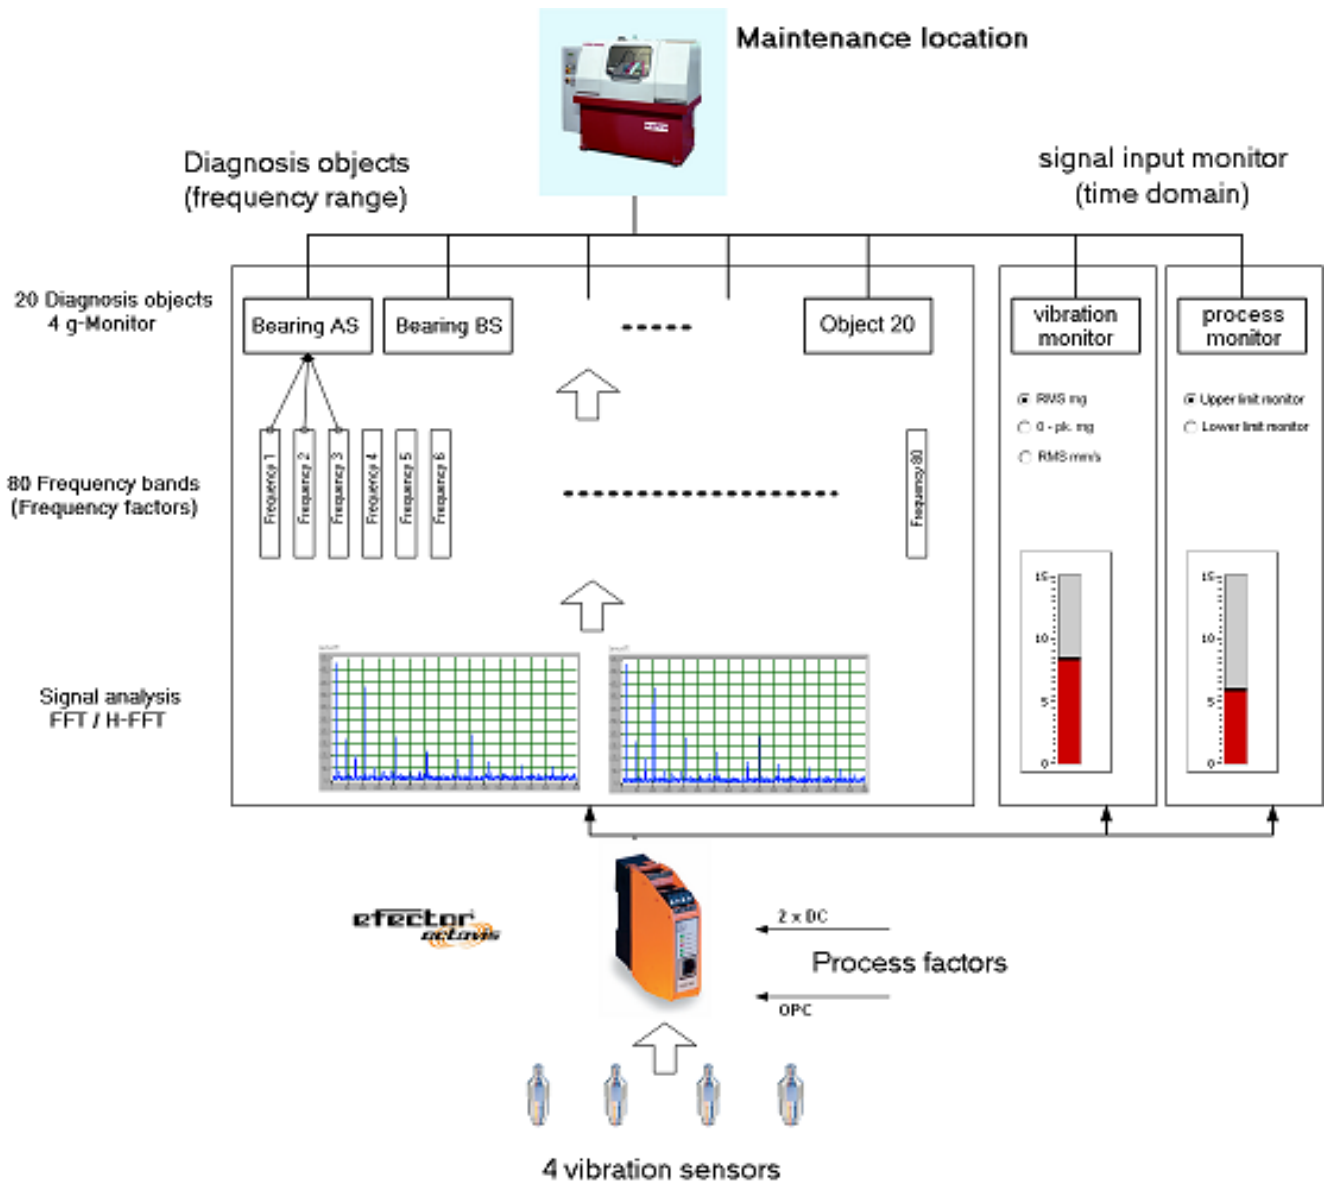 Maintenance location
Diagnosis objects
(frequency range)
signal input monitor
(time domain)
20 Diagnosis objects
4 g-Monitor
Bearing AS
Bearing BS
Object 20
vibration
monitor
process
monitor
RMS mg
0 - pk. mg
RMS mm/s
Upper limit monitor
Lower limit monitor
80 Frequency bands
(Frequency factors)
Frequency 1
Frequency 2
Frequency 3
Frequency 4
Frequency 5
Frequency 6
Frequency 80
15
10
5
0
15
10
5
0
Signal analysis
FFT / H-FFT
efector
octavis
2 x DC
Process factors
OPC
4 vibration sensors